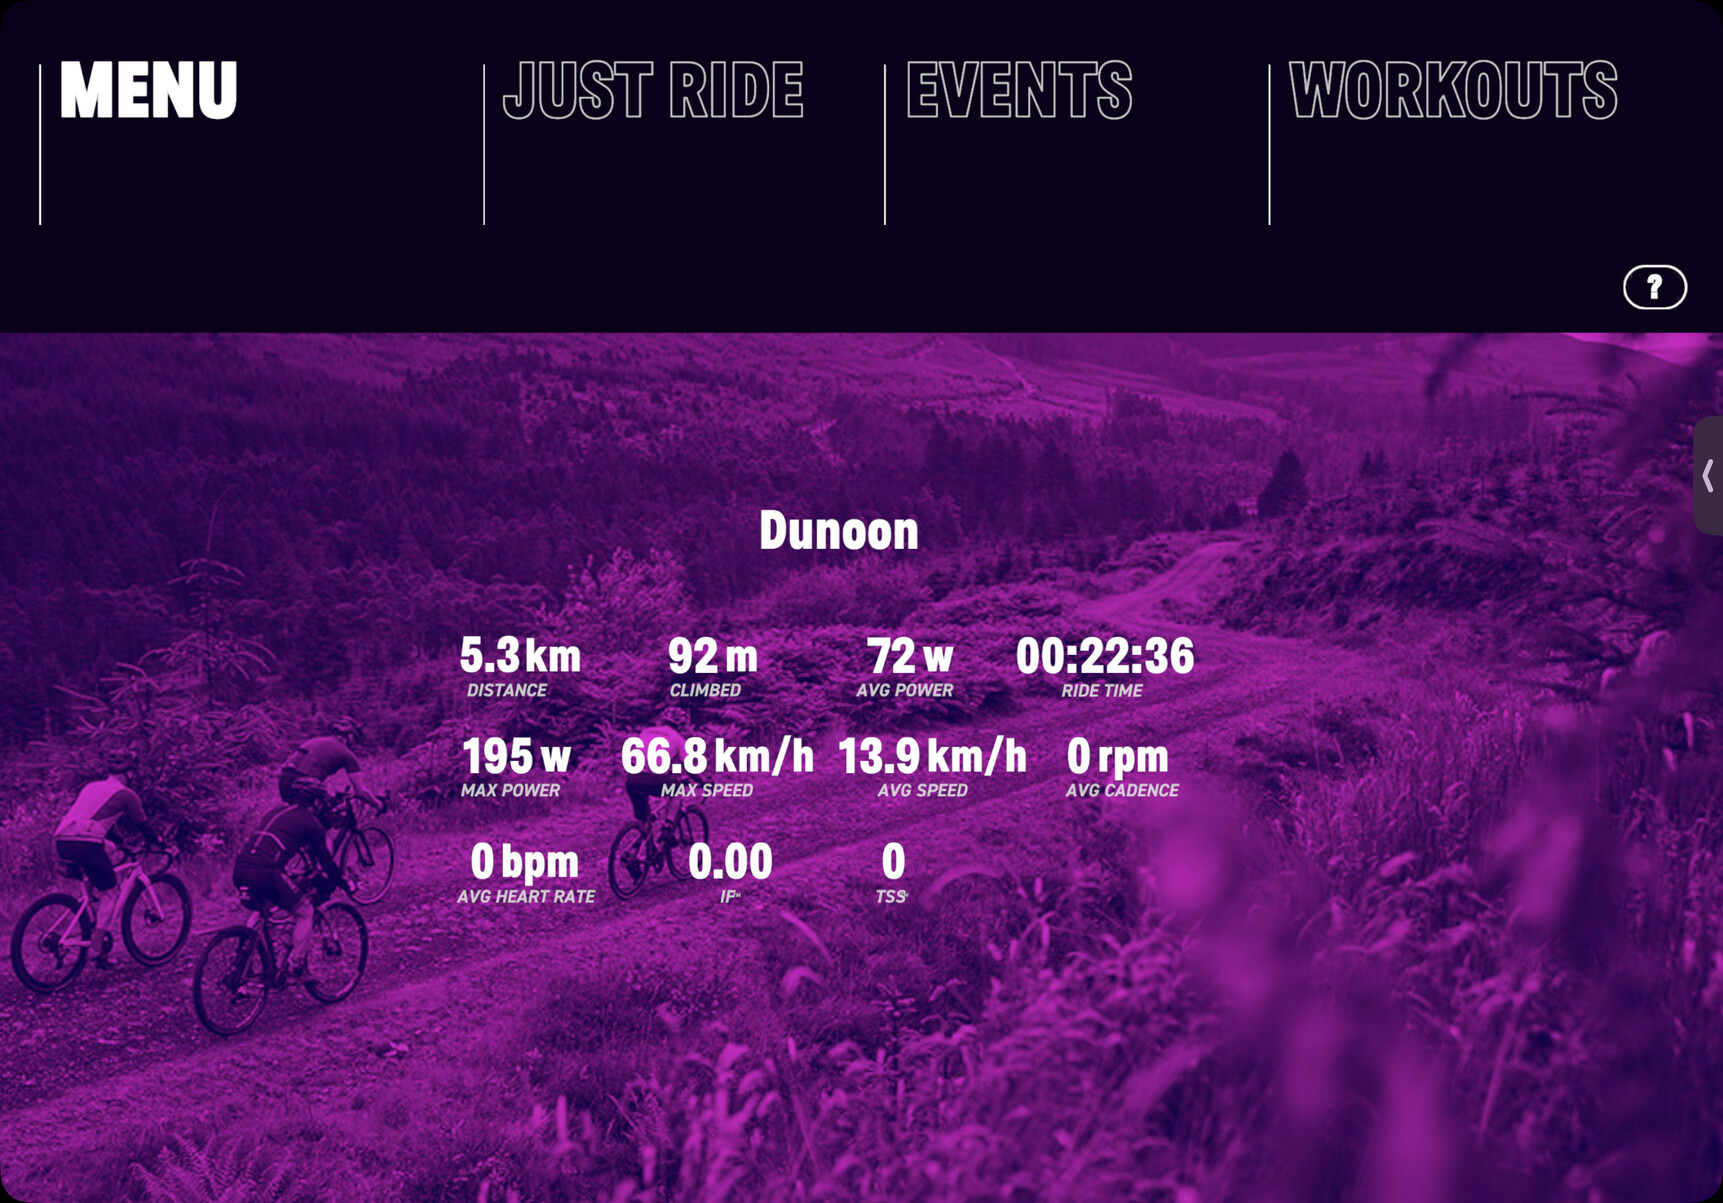 MENU JUST RIDE EVENTS WORKOUTS
?
Dunoon
5.3 km 92 m 72 w 00:22:36
DISTANCE CLIMBED AVG POWER RIDE TIME
195 w 66.8 km/h 13.9 km/h 0 rpm
MAX POWER MAX SPEED AVG SPEED AVG CADENCE
0 bpm 0.00 0
AVG HEART RATE IF TSS